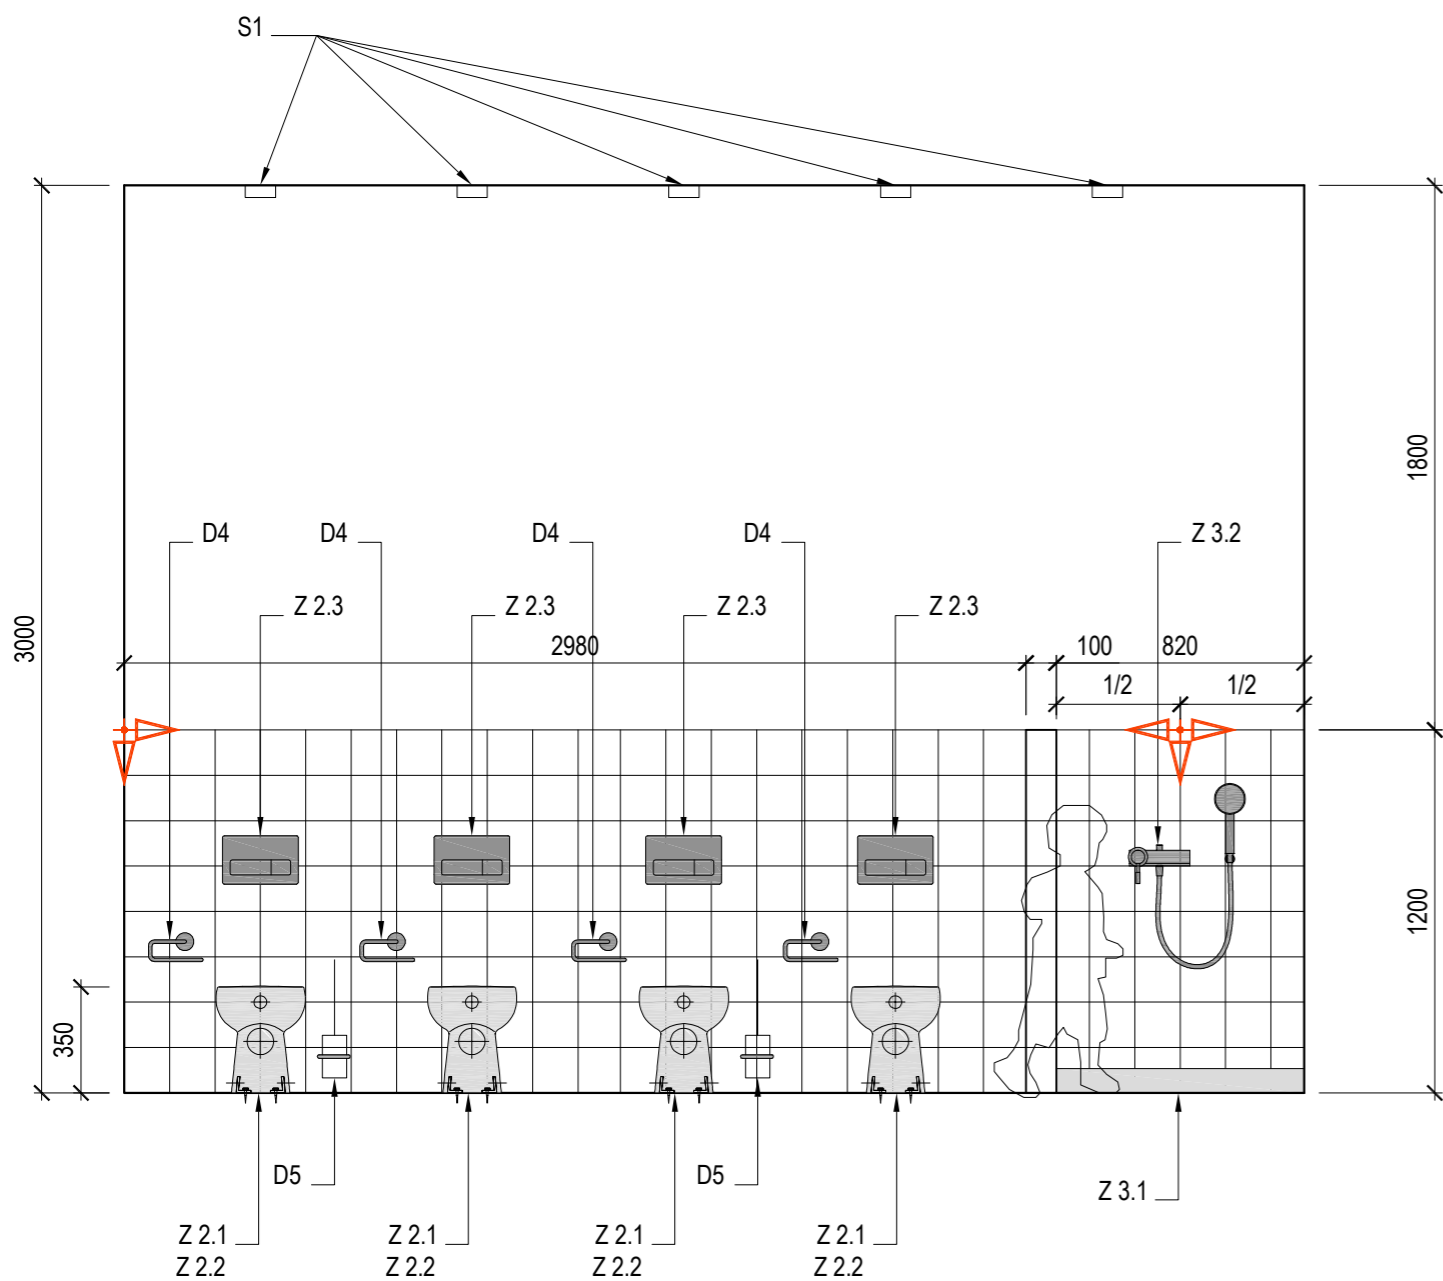 S1
D4 D4 D4 D4 Z 3.2
Z 2.3 Z 2.3 Z 2.3 Z 2.3
2980 100 820
1/2 1/2
3000
1800
1200
350
D5 D5
Z 3.1
Z 2.1 Z 2.1 Z 2.1 Z 2.1
Z 2.2 Z 2.2 Z 2.2 Z 2.2